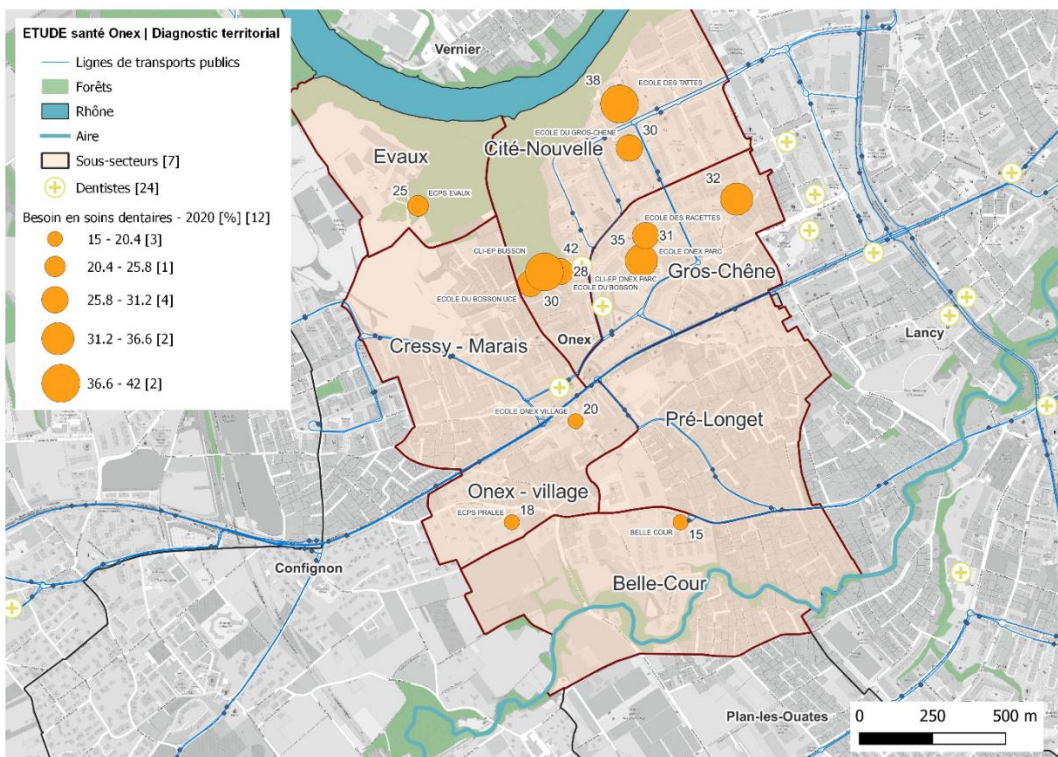 ETUDE santé Onex | Diagnostic territorial
Lignes de transports publics
Forêts
Rhône
Aire
Sous-secteurs [7]
Dentistes [24]
Besoin en soins dentaires - 2020 [%] [12]
15 - 20.4 [3]
20.4 - 25.8 [1]
25.8 - 31.2 [4]
31.2 - 36.6 [2]
36.6 - 42 [2]
Vernier
38
ECOLE DES TATTES
30
ECOLE DU GROS-CHENE
Cité-Nouvelle
Evaux
25
ECPS EVAUX
32
ECOLE DES RACETTES
35
31
ECOLE ONEX PARC
CLI-EP BUSSON
42
28
Gros-Chêne
CLI-EP ONEX PARC
ECOLE DU BOSSON
ECOLE DU BOSSON UCE
30
Onex
Lancy
Cressy - Marais
20
ECOLE ONEX VILLAGE
Pré-Longet
Onex - village
ECPS PRALEE
18
BELLE COUR
15
Confignon
Belle-Cour
Plan-les-Ouates
0 250 500 m